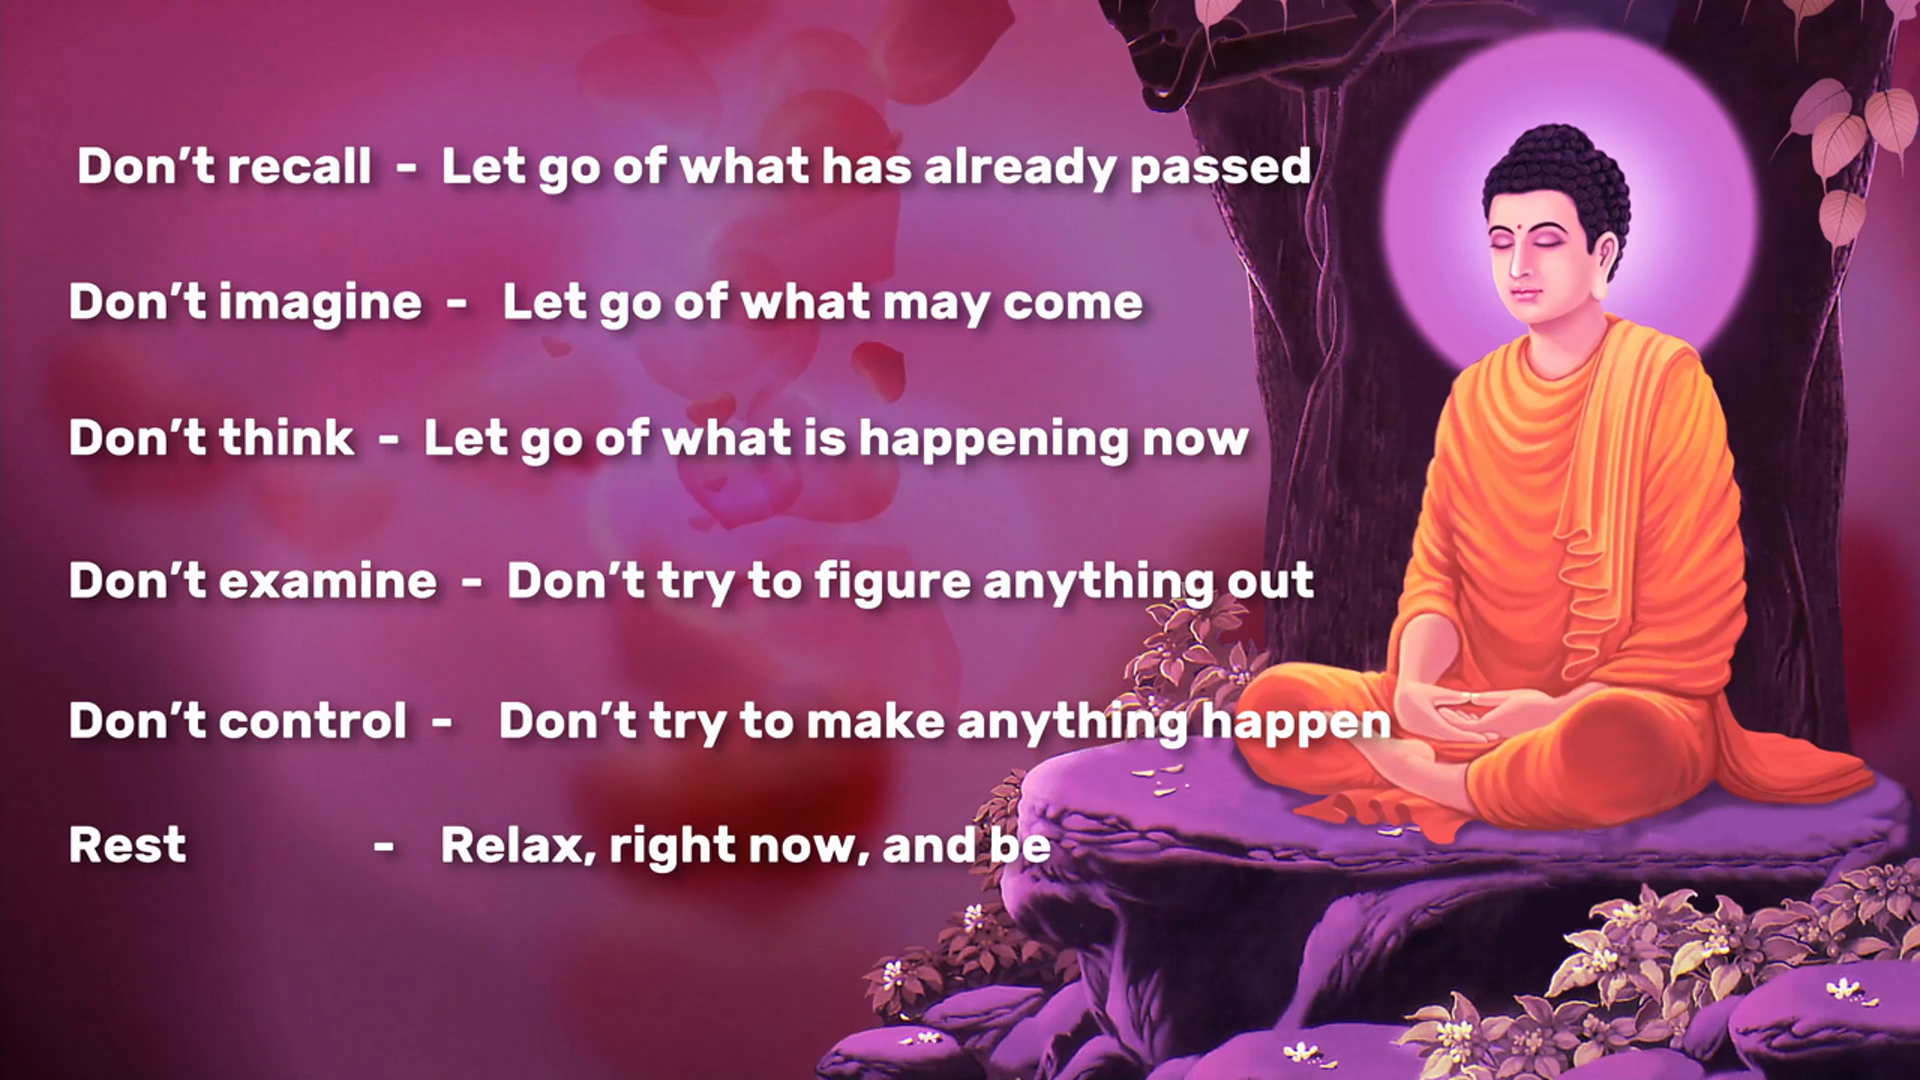 Don't recall - Let go of what has already passed
Don't imagine - Let go of what may come
Don't think - Let go of what is happening now
Don't examine - Don't try to figure anything out
Don't control - Don't try to make anything happen
Rest - Relax, right now, and be